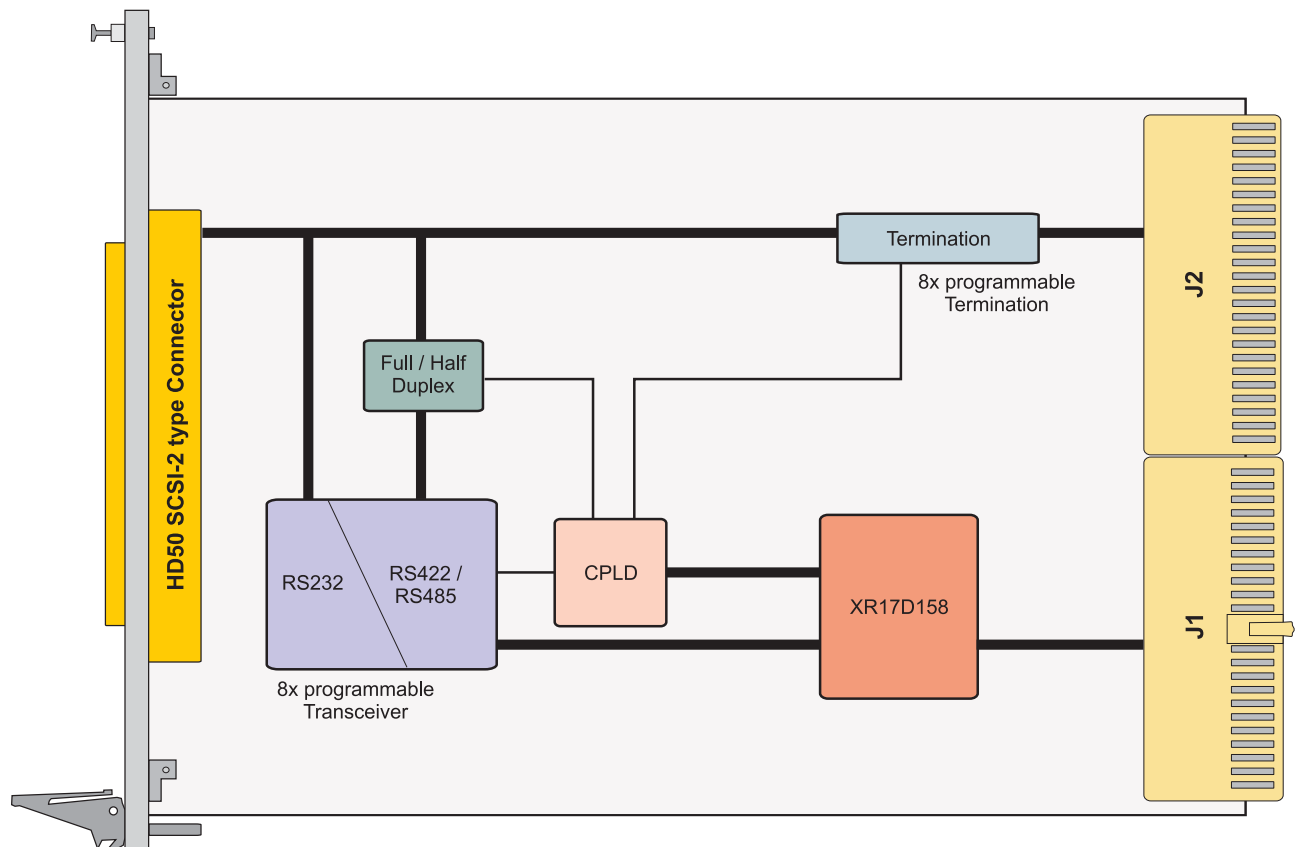 HD50 SCSI-2 type Connector
Termination
8x programmable
Termination
J2
Full / Half
Duplex
RS232
RS422 /
RS485
CPLD
XR17D158
J1
8x programmable
Transceiver